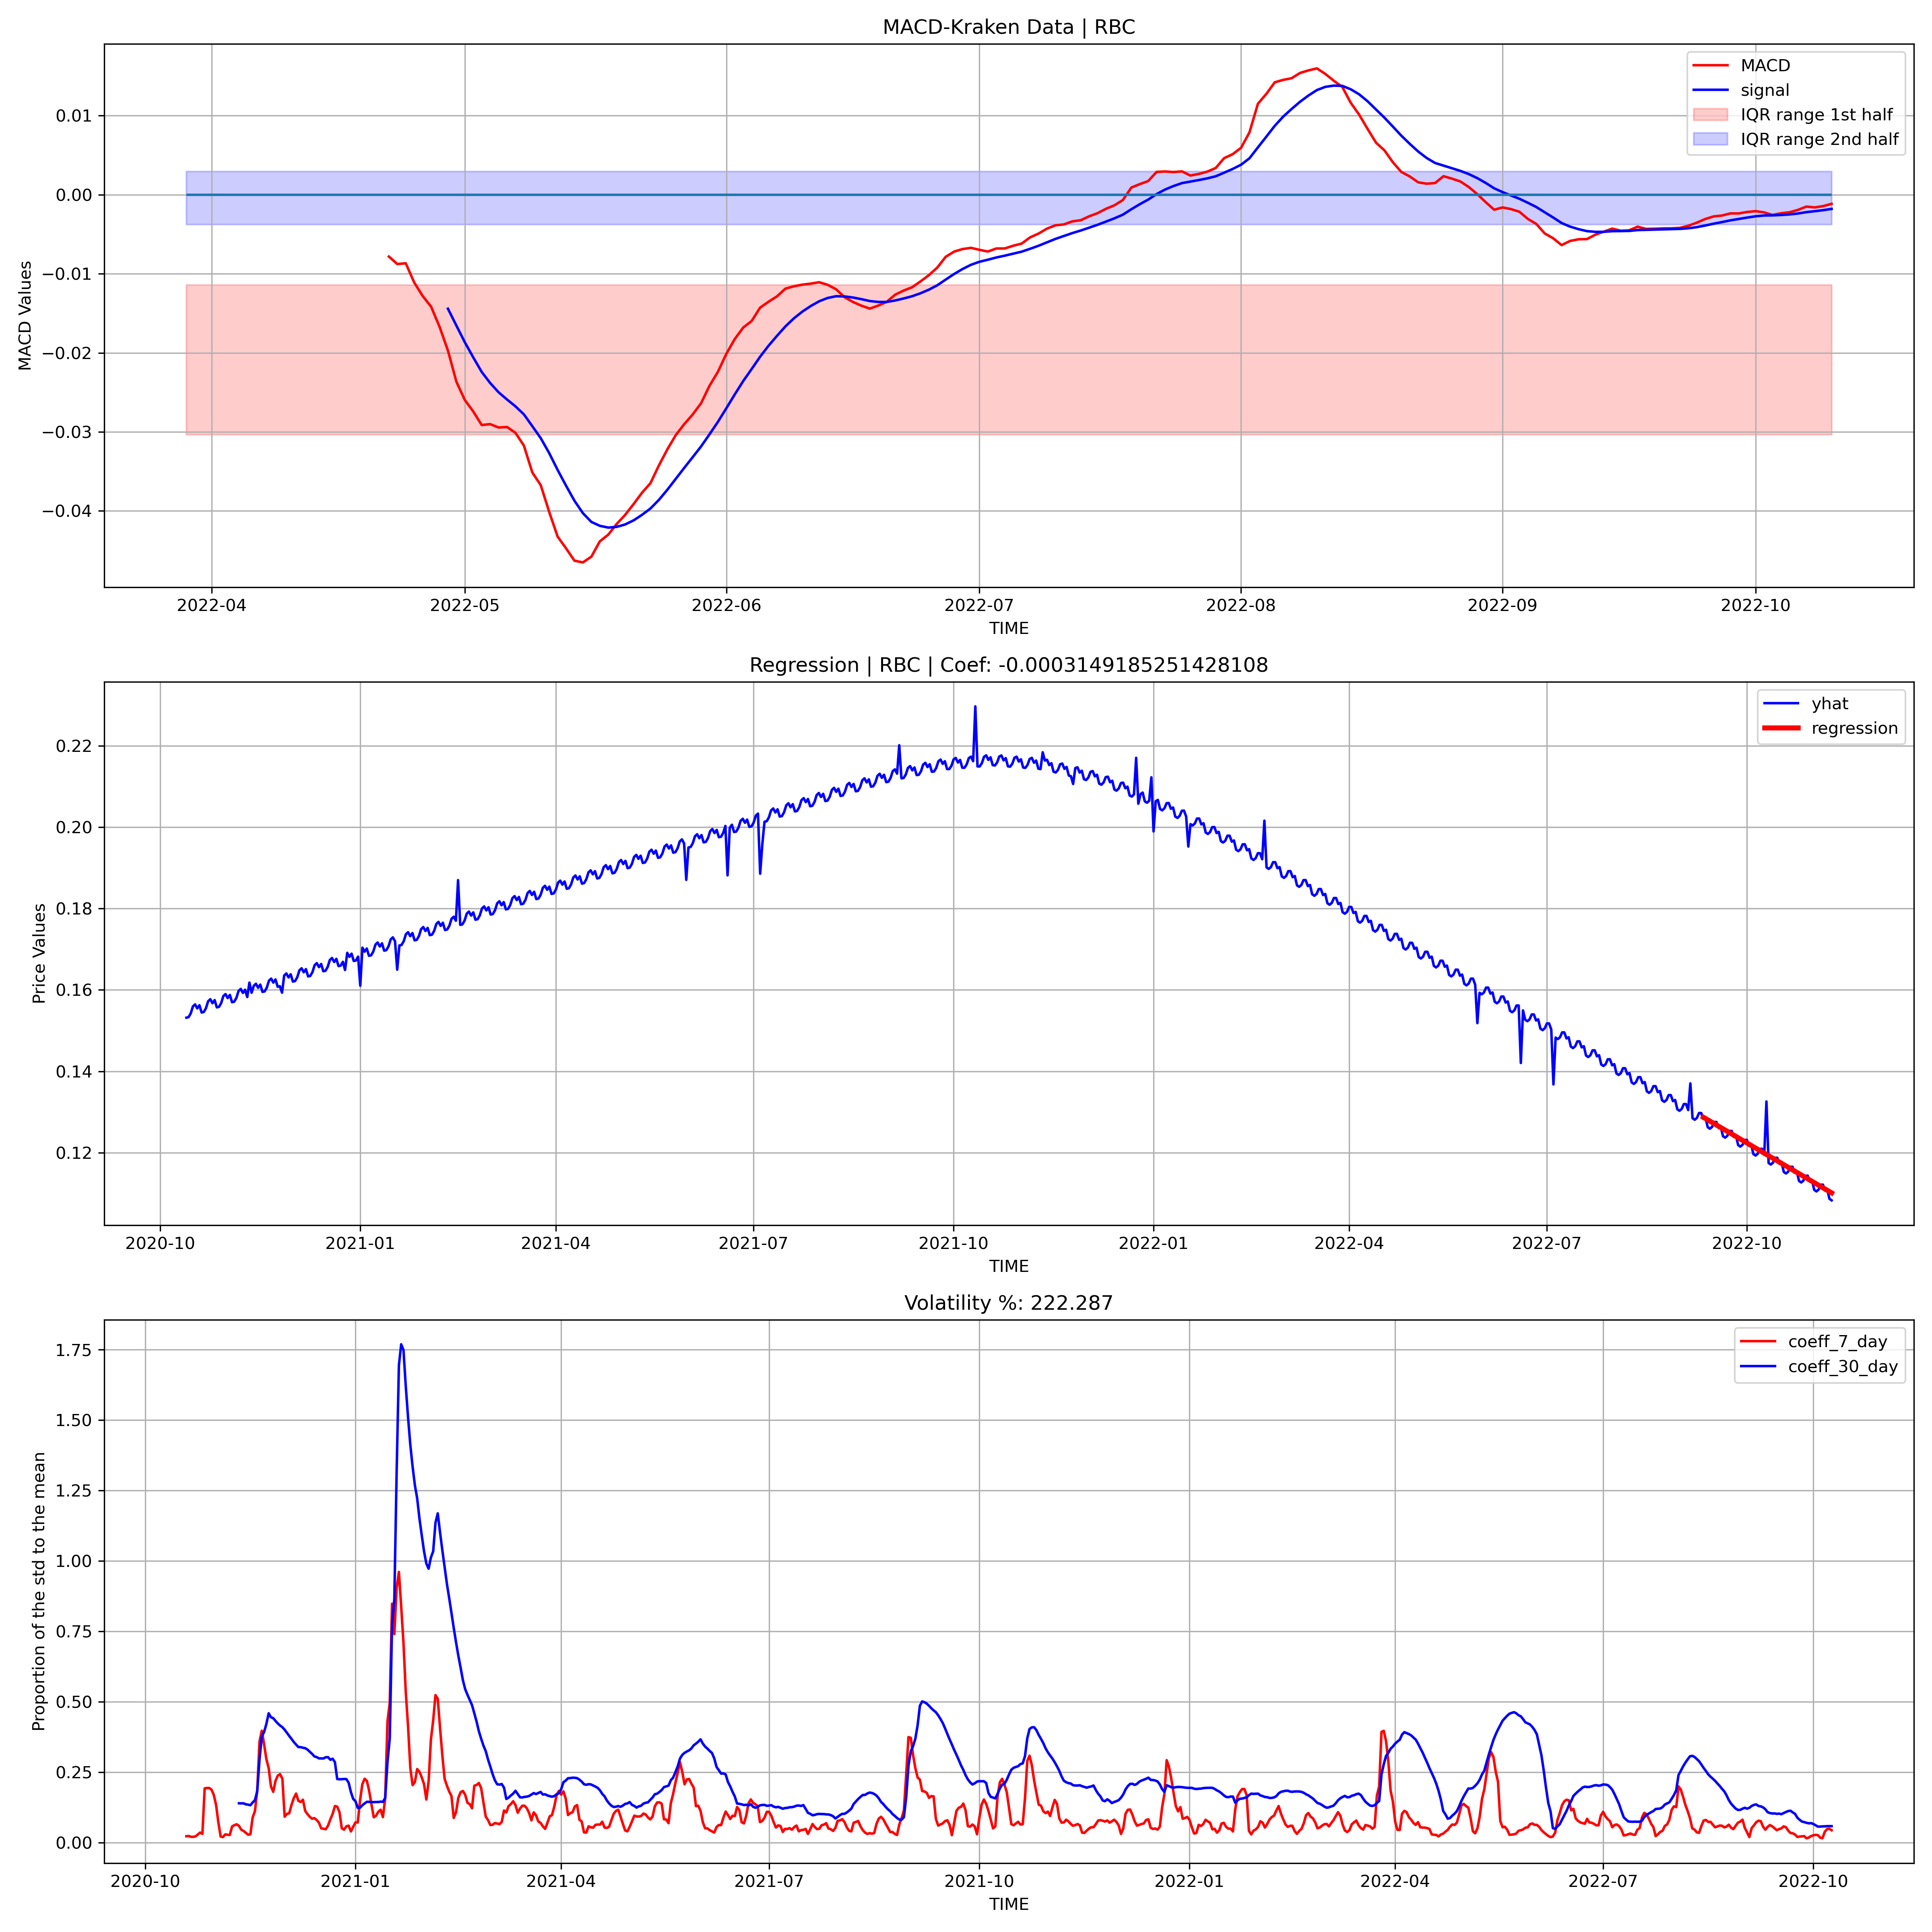 MACD-Kraken Data | RBC
MACD
signal
IQR range 1st half
IQR range 2nd half
MACD Values
0.01
0.00
−0.01
−0.02
−0.03
−0.04
2022-04 2022-05 2022-06 2022-07 2022-08 2022-09 2022-10
TIME
Regression | RBC | Coef: -0.0003149185251428108
yhat
regression
Price Values
0.22
0.20
0.18
0.16
0.14
0.12
2020-10 2021-01 2021-04 2021-07 2021-10 2022-01 2022-04 2022-07 2022-10
TIME
Volatility %: 222.287
coeff_7_day
coeff_30_day
Proportion of the std to the mean
1.75
1.50
1.25
1.00
0.75
0.50
0.25
0.00
2020-10 2021-01 2021-04 2021-07 2021-10 2022-01 2022-04 2022-07 2022-10
TIME